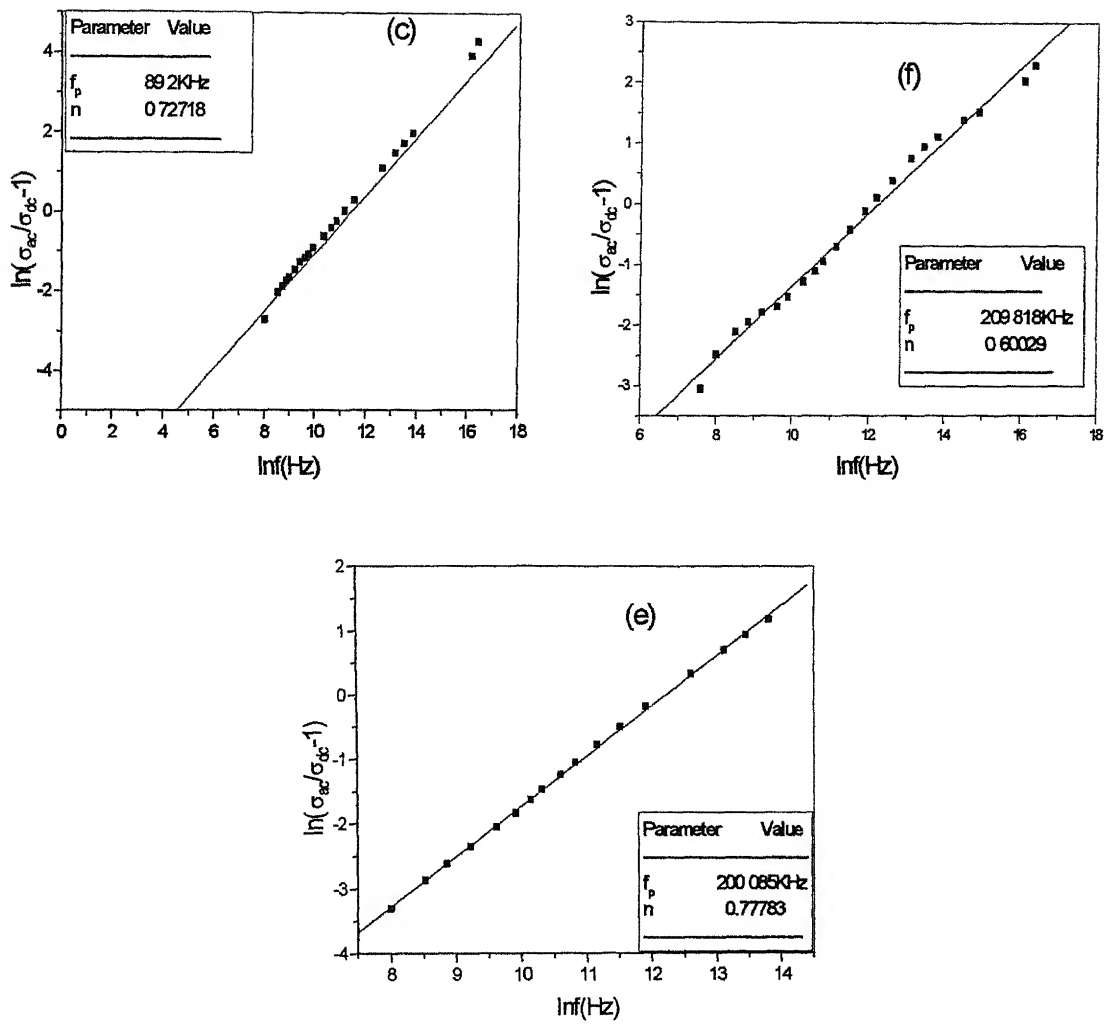 (c)
Parameter Value
f_p 89 2KHz
n 0 72718
ln(σac/σdc-1)
4
2
0
-2
-4
0 2 4 6 8 10 12 14 16 18
lnf(Hz)
(f)
ln(σac/σdc-1)
3
2
1
0
-1
-2
-3
Parameter Value
f_p 209 818KHz
n 0 60029
6 8 10 12 14 16 18
lnf(Hz)
(e)
ln(σac/σdc-1)
2
1
0
-1
-2
-3
-4
Parameter Value
f_p 200 085KHz
n 0.77783
8 9 10 11 12 13 14
lnf(Hz)